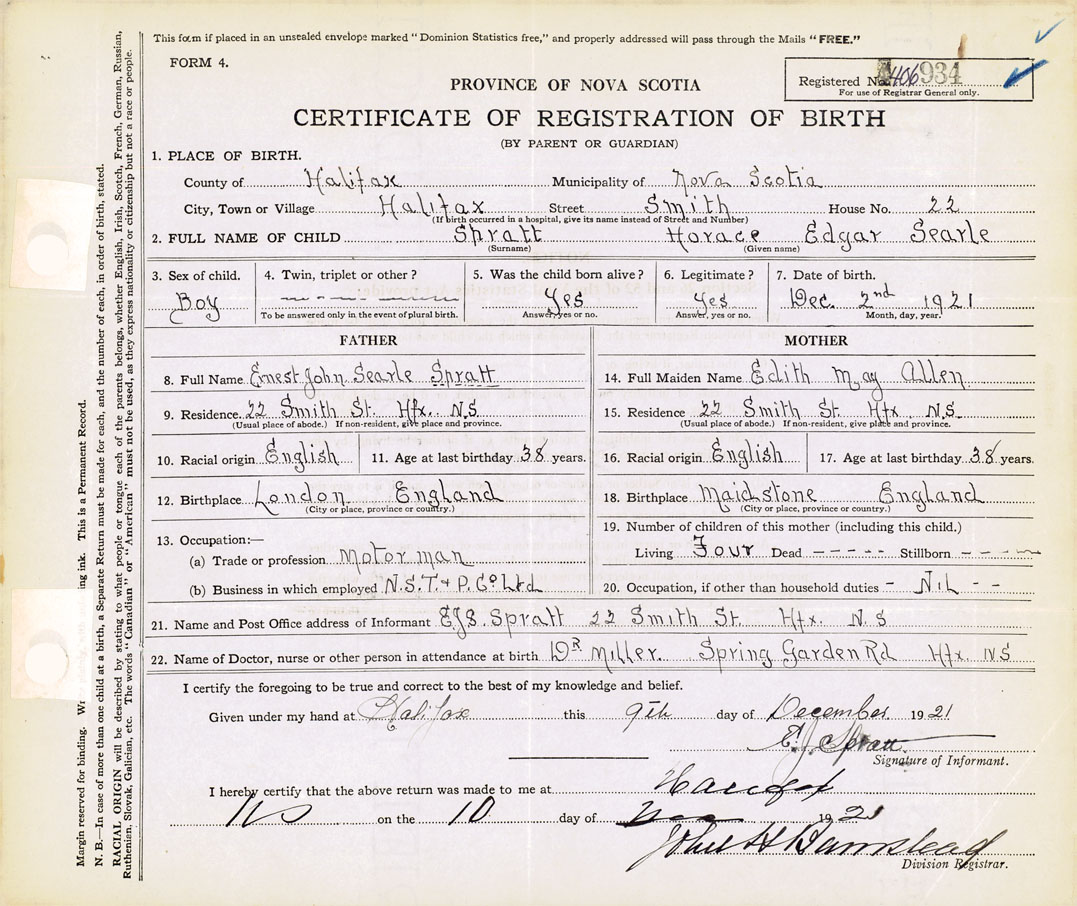 This form if placed in an unsealed envelope marked "Dominion Statistics free," and properly addressed will pass through the Mails "FREE."
FORM 4.
PROVINCE OF NOVA SCOTIA
Registered No. 406934
For use of Registrar General only.
CERTIFICATE OF REGISTRATION OF BIRTH
(BY PARENT OR GUARDIAN)
1. PLACE OF BIRTH.
County of Halifax Municipality of Nova Scotia
City, Town or Village Halifax Street Smith House No. 22
(If birth occurred in a hospital, give its name instead of Street and Number)
2. FULL NAME OF CHILD Spratt Horace Edgar Searle
(Surname) (Given name)
3. Sex of child. 4. Twin, triplet or other? 5. Was the child born alive? 6. Legitimate? 7. Date of birth.
Boy — - — - — Yes Yes Dec. 2nd 1921
To be answered only in the event of plural birth. Answer, yes or no. Answer, yes or no. Month, day, year.
FATHER
8. Full Name Ernest John Searle Spratt
9. Residence. 22 Smith St. Hfx. N.S
(Usual place of abode.) If non-resident, give place and province.
10. Racial origin English 11. Age at last birthday 38 years.
12. Birthplace London England
(City or place, province or country.)
13. Occupation:—
(a) Trade or profession Motorman
(b) Business in which employed N.S.T. & P. Co Ltd
MOTHER
14. Full Maiden Name Edith May Allen
15. Residence 22 Smith St Hfx N.S.
(Usual place of abode.) If non-resident, give place and province.
16. Racial origin English 17. Age at last birthday 38 years.
18. Birthplace Maidstone England
(City or place, province or country.)
19. Number of children of this mother (including this child.)
Living Four Dead - - - - - Stillborn - - - -
20. Occupation, if other than household duties - Nil - -
21. Name and Post Office address of Informant E.J.S. Spratt 22 Smith St. Hfx. N.S
22. Name of Doctor, nurse or other person in attendance at birth Dr Miller. Spring Garden Rd Hfx. NS
I certify the foregoing to be true and correct to the best of my knowledge and belief.
Given under my hand at Halifax this 9th day of December 1921
E. J. Spratt
Signature of Informant.
I hereby certify that the above return was made to me at Halifax
NS on the 10 day of 1921
John H
Division Registrar.
Margin reserved for binding. ing ink. This is a Permanent Record.
N. B.—In case of more than one child at a birth, a Separate Return must be made for each, and the number of each, in order of birth, stated.
RACIAL ORIGIN will be described by stating to what people or tongue each of the parents belongs, whether English, Irish, Scotch, French, German, Russian,
Ruthenian, Slovak, Galician, etc. The words "Canadian" or "American" must not be used, as they express nationality or citizenship but not a race or people.